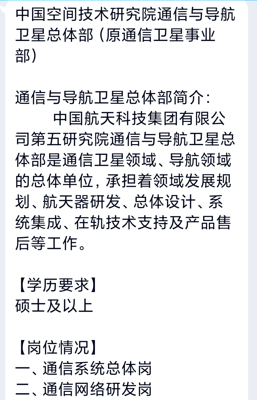 中国空间技术研究院通信与导航
卫星总体部（原通信卫星事业
部）
通信与导航卫星总体部简介：
中国航天科技集团有限公
司第五研究院通信与导航卫星总
体部是通信卫星领域、导航领域
的总体单位，承担着领域发展规
划、航天器研发、总体设计、系
统集成、在轨技术支持及产品售
后等工作。
【学历要求】
硕士及以上
【岗位情况】
一、通信系统总体岗
二、通信网络研发岗